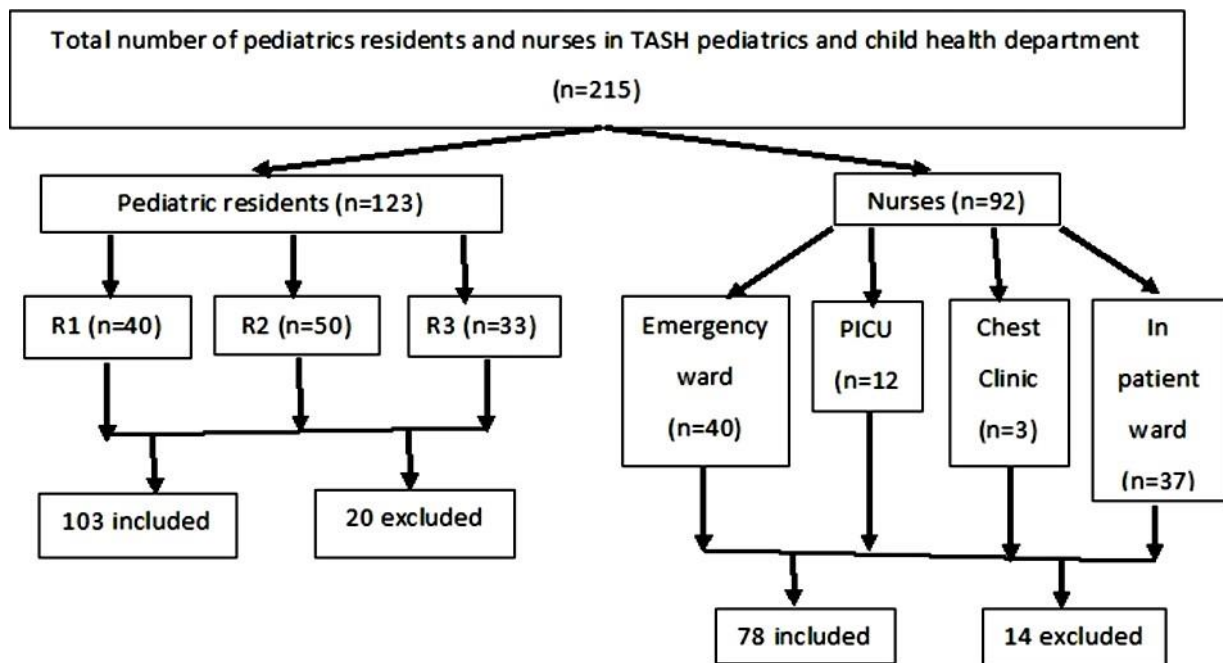 Total number of pediatrics residents and nurses in TASH pediatrics and child health department
(n=215)
Pediatric residents (n=123)
Nurses (n=92)
R1 (n=40)
R2 (n=50)
R3 (n=33)
Emergency
ward
(n=40)
PICU
(n=12
Chest
Clinic
(n=3)
In
patient
ward
(n=37)
103 included
20 excluded
78 included
14 excluded